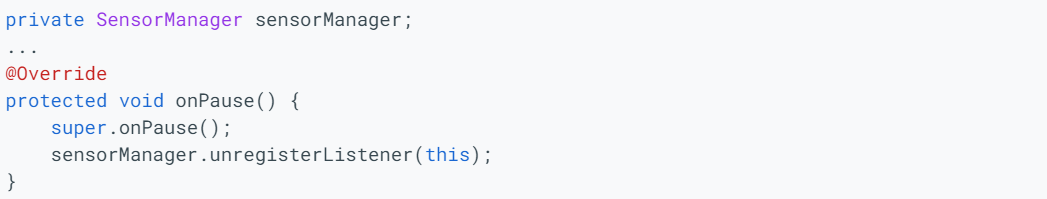 private SensorManager sensorManager;
...
@Override
protected void onPause() {
    super.onPause();
    sensorManager.unregisterListener(this);
}